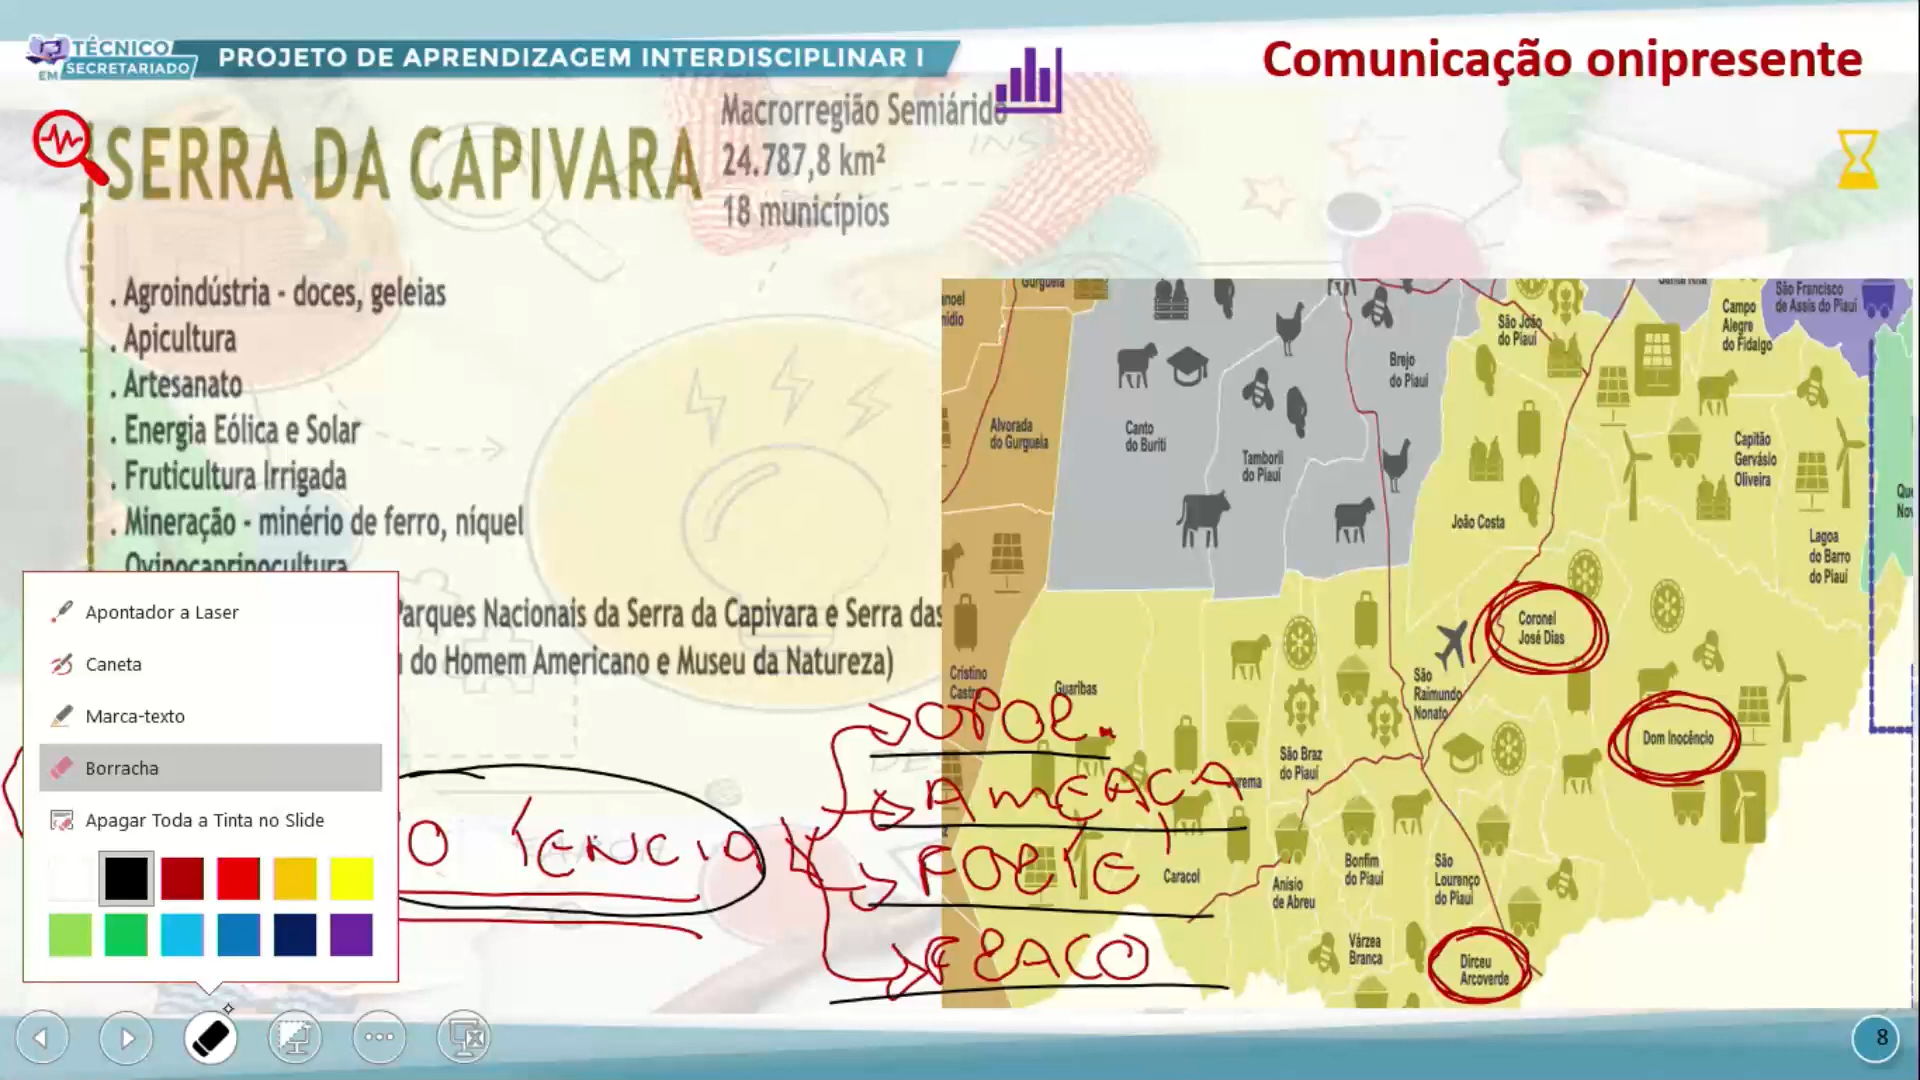 TÉCNICO
EM SECRETARIADO
PROJETO DE APRENDIZAGEM INTERDISCIPLINAR I
Comunicação onipresente
SERRA DA CAPIVARA
Macrorregião Semiárido
24.787,8 km²
18 municípios
. Agroindústria - doces, geleias
. Apicultura
. Artesanato
. Energia Eólica e Solar
. Fruticultura Irrigada
. Mineração - minério de ferro, níquel
Ovinocaprinocultura
Parques Nacionais da Serra da Capivara e Serra das
do Homem Americano e Museu da Natureza)
Apontador a Laser
Caneta
Marca-texto
Borracha
Apagar Toda a Tinta no Slide
OPOR.
AMEAÇA
FORTE
FRACO
Gurguéia
São João
do Piauí
Campo
Alegre
do Fidalgo
São Francisco
de Assis do Piauí
Brejo
do Piauí
Alvorada
do Gurguéia
Canto
do Buriti
Tamboril
do Piauí
Capitão
Gervásio
Oliveira
João Costa
Lagoa
do Barro
do Piauí
Coronel
José Dias
Cristino
Guaribas
São
Raimundo
Nonato
Dom Inocêncio
São Braz
do Piauí
Caracol
Anísio
de Abreu
Bonfim
do Piauí
São
Lourenço
do Piauí
Várzea
Branca
Dirceu
Arcoverde
8